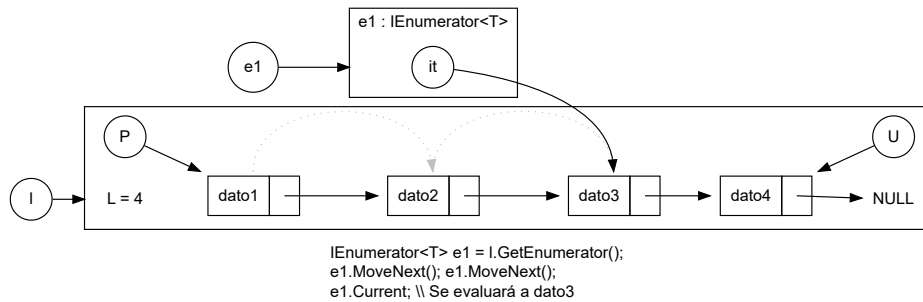 e1 : IEnumerator<T>
e1
it
P
U
l
L = 4
dato1
dato2
dato3
dato4
NULL
IEnumerator<T> e1 = l.GetEnumerator();
e1.MoveNext(); e1.MoveNext();
e1.Current; \\ Se evaluará a dato3